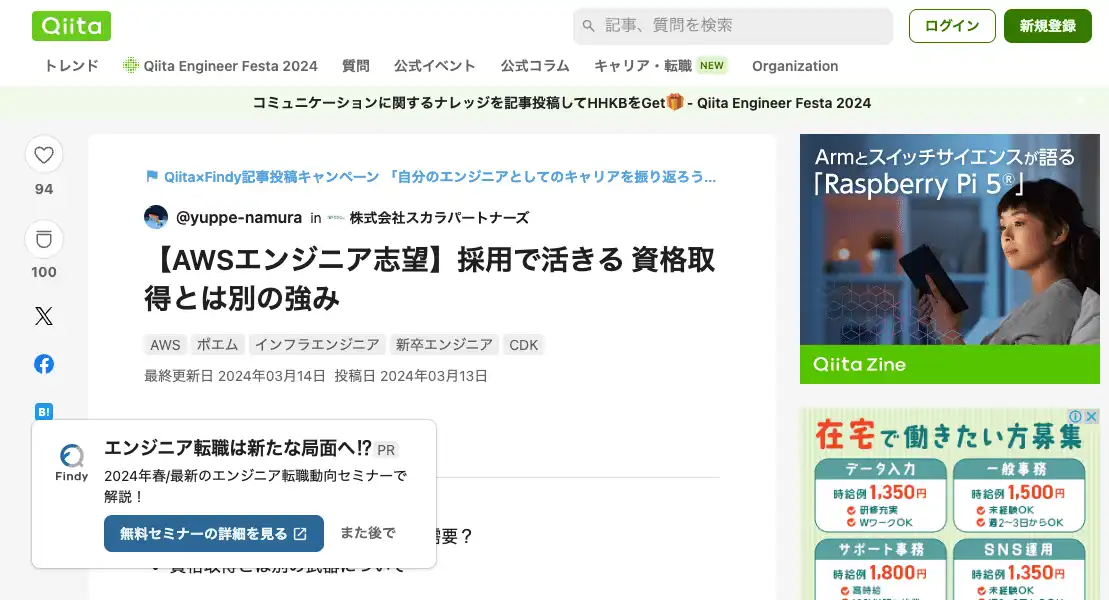 Qiita
記事、質問を検索
ログイン
新規登録
トレンド
Qiita Engineer Festa 2024
質問
公式イベント
公式コラム
キャリア・転職 NEW
Organization
コミュニケーションに関するナレッジを記事投稿してHHKBをGet🎁 - Qiita Engineer Festa 2024
94
100
B!
Qiita×Findy記事投稿キャンペーン 「自分のエンジニアとしてのキャリアを振り返ろう...
@yuppe-namura in 株式会社スカラパートナーズ
【AWSエンジニア志望】採用で活きる 資格取
得とは別の強み
AWS ポエム インフラエンジニア 新卒エンジニア CDK
最終更新日 2024年03月14日 投稿日 2024年03月13日
需要？
資格取得とは別の武器について
Findy
エンジニア転職は新たな局面へ!? PR
2024年春/最新のエンジニア転職動向セミナーで
解説！
無料セミナーの詳細を見る
また後で
Armとスイッチサイエンスが語る
「Raspberry Pi 5®」
Qiita Zine
在宅で働きたい方募集
データ入力
時給例1,350円
研修充実
WワークOK
一般事務
時給例1,500円
未経験OK
週2~3日からOK
サポート事務
時給例1,800円
高時給
SNS運用
時給例1,350円
未経験OK